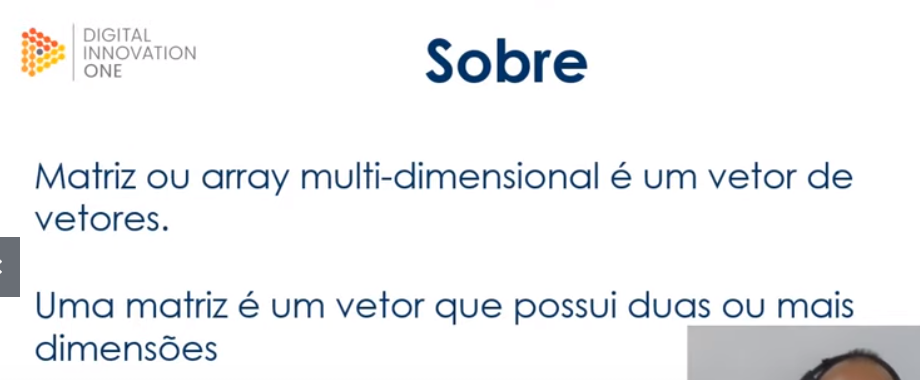 DIGITAL
INNOVATION
ONE
Sobre
Matriz ou array multi-dimensional é um vetor de
vetores.
Uma matriz é um vetor que possui duas ou mais
dimensões